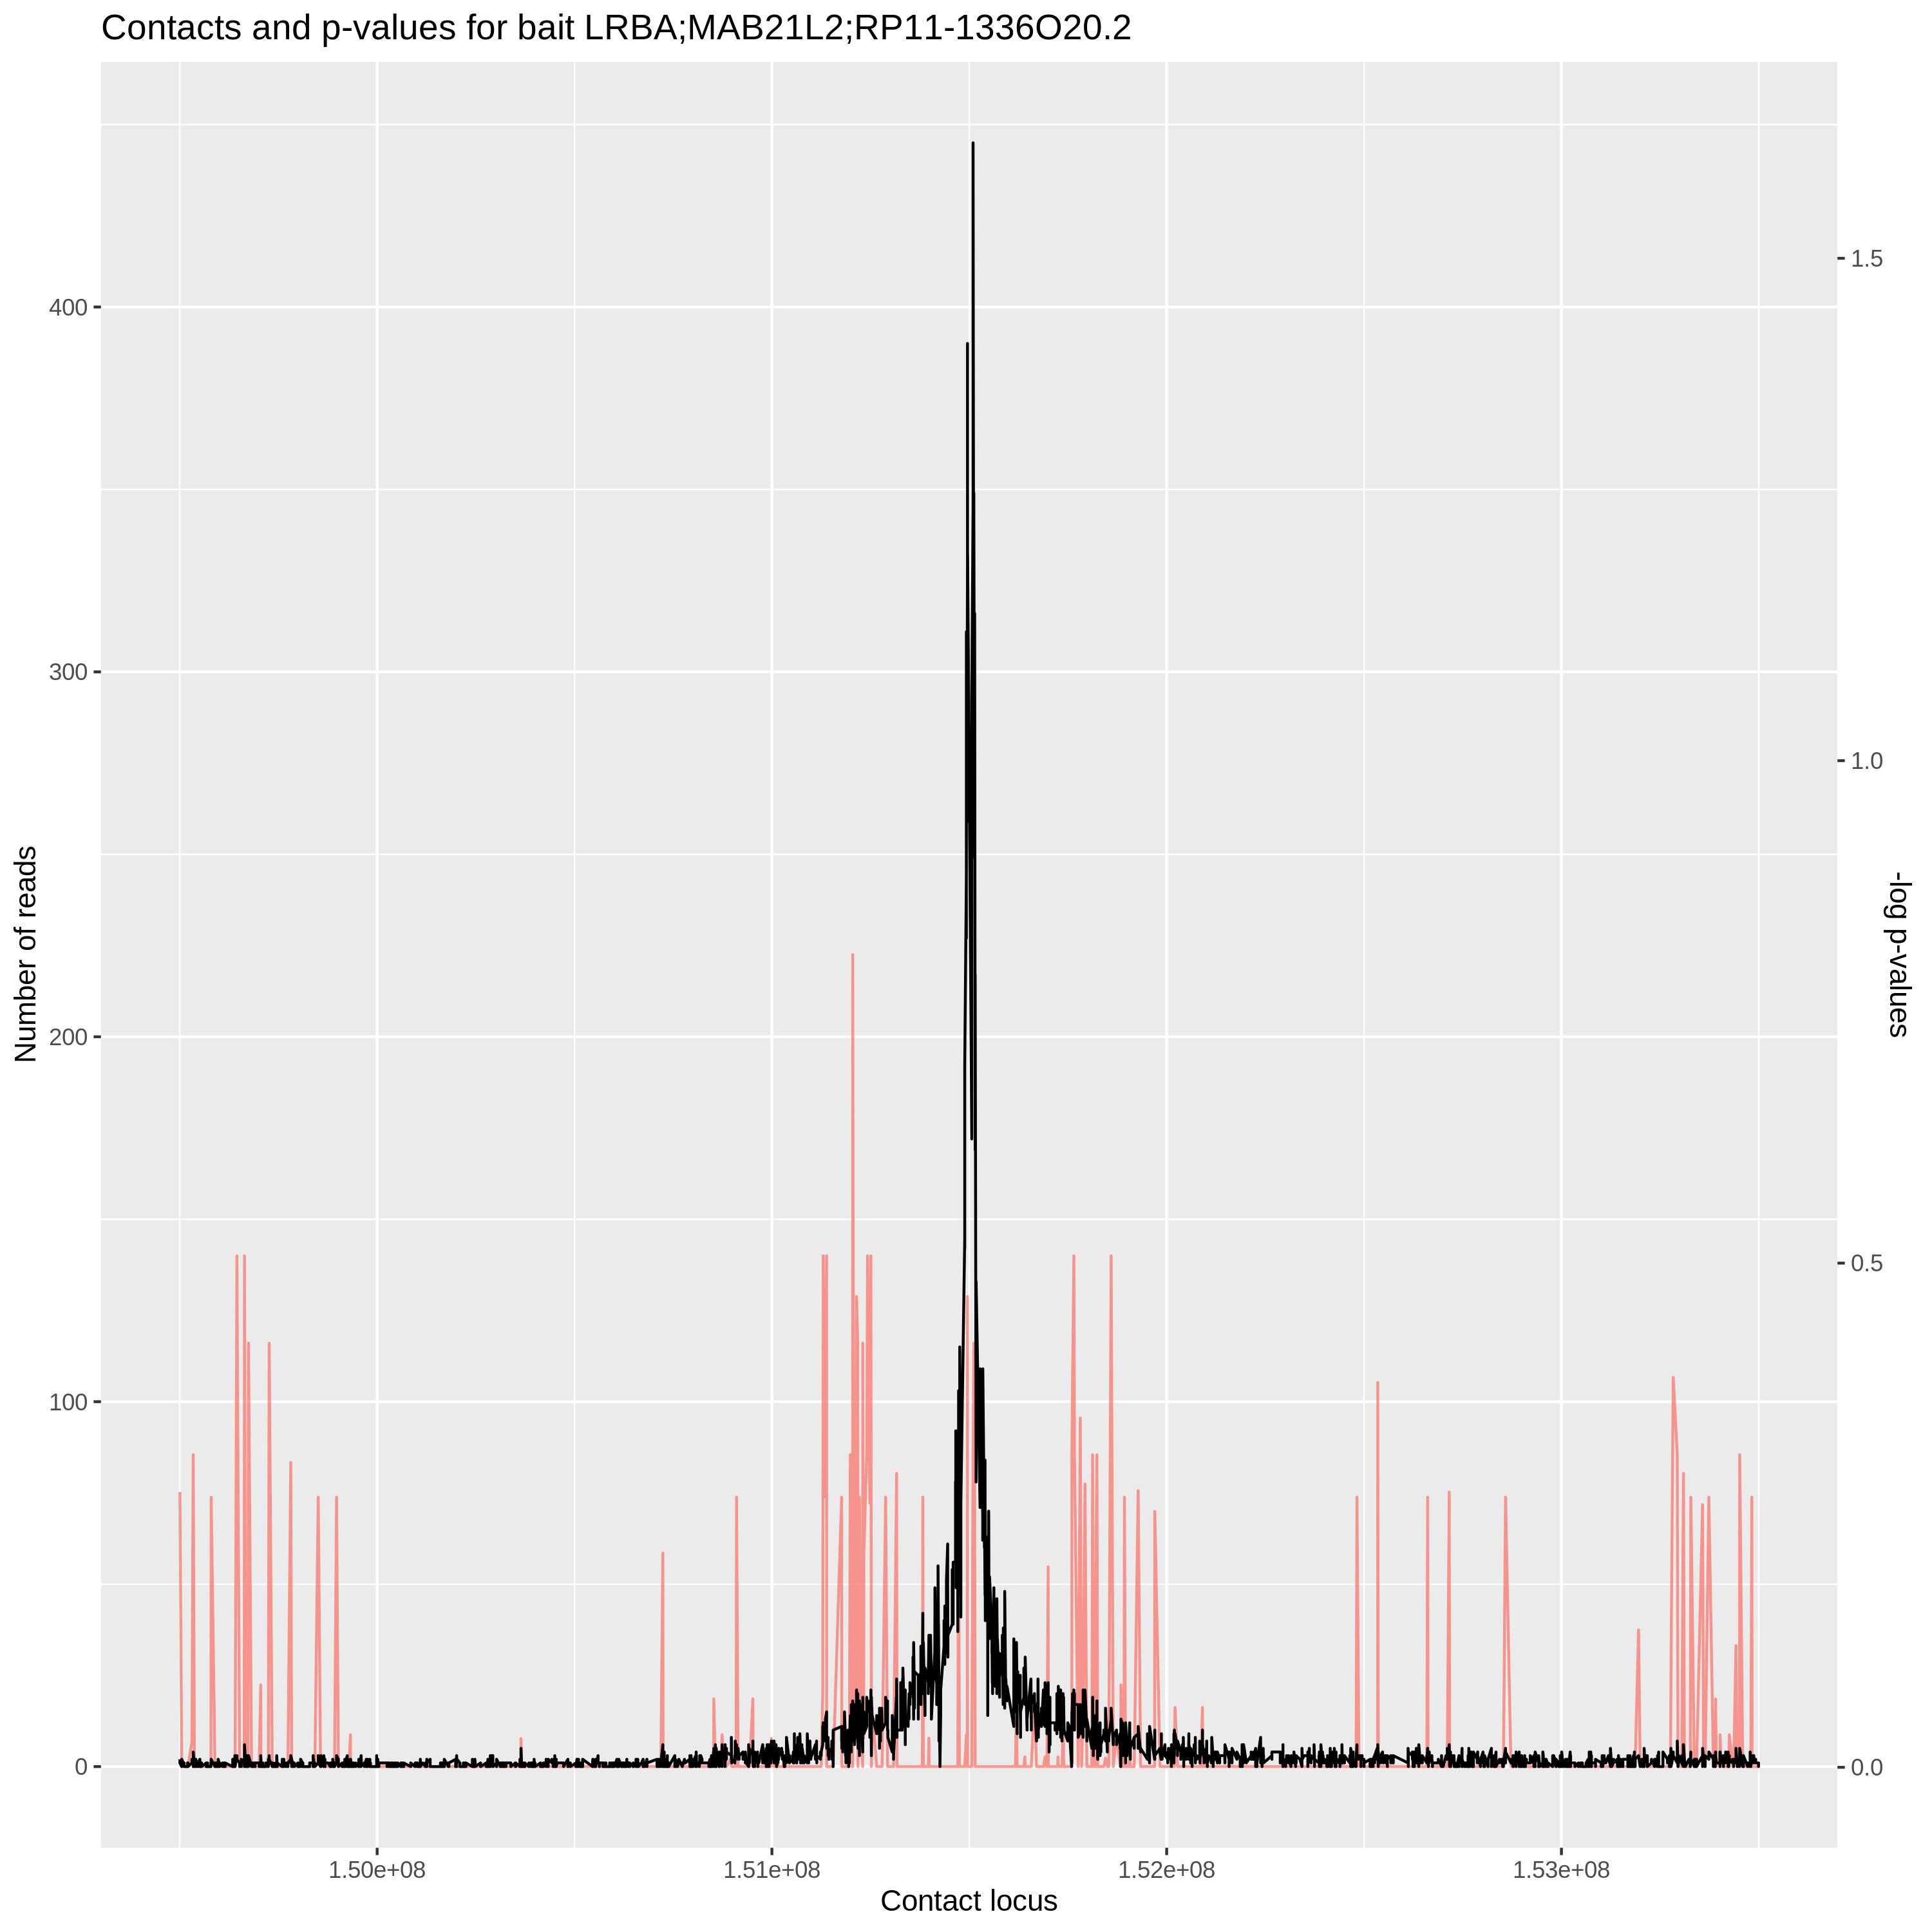 Contacts and p-values for bait LRBA;MAB21L2;RP11-1336O20.2
Number of reads
400
300
200
100
0
1.5
1.0
0.5
0.0
-log p-values
1.50e+08
1.51e+08
1.52e+08
1.53e+08
Contact locus